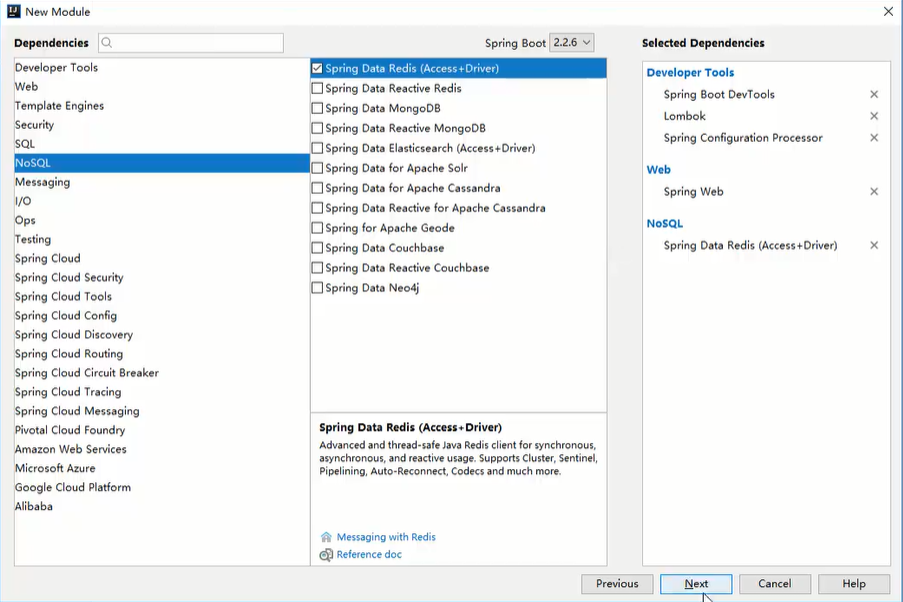 New Module
Dependencies
Spring Boot 2.2.6
Selected Dependencies
Developer Tools
Web
Template Engines
Security
SQL
NoSQL
Messaging
I/O
Ops
Testing
Spring Cloud
Spring Cloud Security
Spring Cloud Tools
Spring Cloud Config
Spring Cloud Discovery
Spring Cloud Routing
Spring Cloud Circuit Breaker
Spring Cloud Tracing
Spring Cloud Messaging
Pivotal Cloud Foundry
Amazon Web Services
Microsoft Azure
Google Cloud Platform
Alibaba
Spring Data Redis (Access+Driver)
Spring Data Reactive Redis
Spring Data MongoDB
Spring Data Reactive MongoDB
Spring Data Elasticsearch (Access+Driver)
Spring Data for Apache Solr
Spring Data for Apache Cassandra
Spring Data Reactive for Apache Cassandra
Spring for Apache Geode
Spring Data Couchbase
Spring Data Reactive Couchbase
Spring Data Neo4j
Spring Data Redis (Access+Driver)
Advanced and thread-safe Java Redis client for synchronous,
asynchronous, and reactive usage. Supports Cluster, Sentinel,
Pipelining, Auto-Reconnect, Codecs and much more.
Messaging with Redis
Reference doc
Developer Tools
Spring Boot DevTools
Lombok
Spring Configuration Processor
Web
Spring Web
NoSQL
Spring Data Redis (Access+Driver)
Previous
Next
Cancel
Help